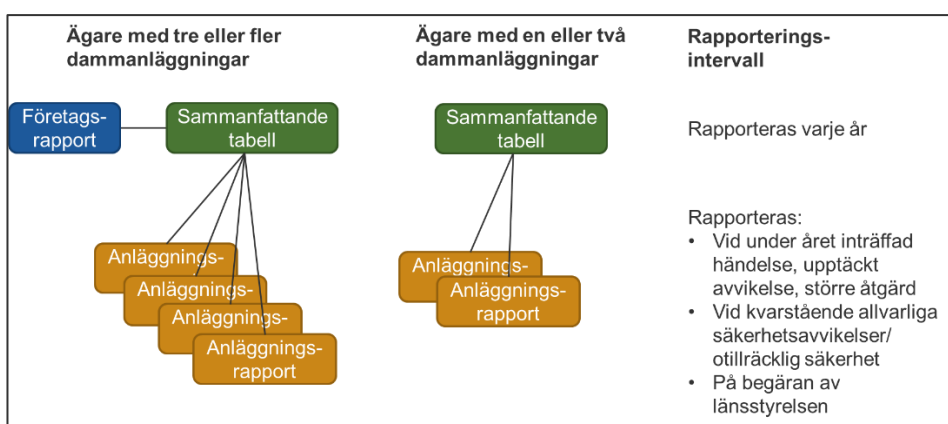 Ägare med tre eller fler
dammanläggningar
Ägare med en eller två
dammanläggningar
Rapporterings-
intervall
Företags-
rapport
Sammanfattande
tabell
Sammanfattande
tabell
Rapporteras varje år
Anläggnings-
Anläggnings-
Anläggnings-
Anläggnings-
rapport
Anläggnings-
Anläggnings-
rapport
Rapporteras:
• Vid under året inträffad
händelse, upptäckt
avvikelse, större åtgärd
• Vid kvarstående allvarliga
säkerhetsavvikelser/
otillräcklig säkerhet
• På begäran av
länsstyrelsen